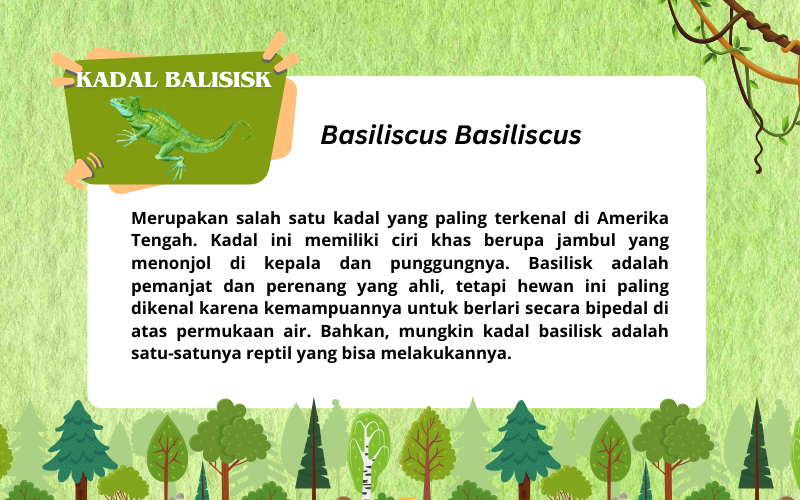 KADAL BALISISK
Basiliscus Basiliscus
Merupakan salah satu kadal yang paling terkenal di Amerika
Tengah. Kadal ini memiliki ciri khas berupa jambul yang
menonjol di kepala dan punggungnya. Basilisk adalah
pemanjat dan perenang yang ahli, tetapi hewan ini paling
dikenal karena kemampuannya untuk berlari secara bipedal di
atas permukaan air. Bahkan, mungkin kadal basilisk adalah
satu-satunya reptil yang bisa melakukannya.